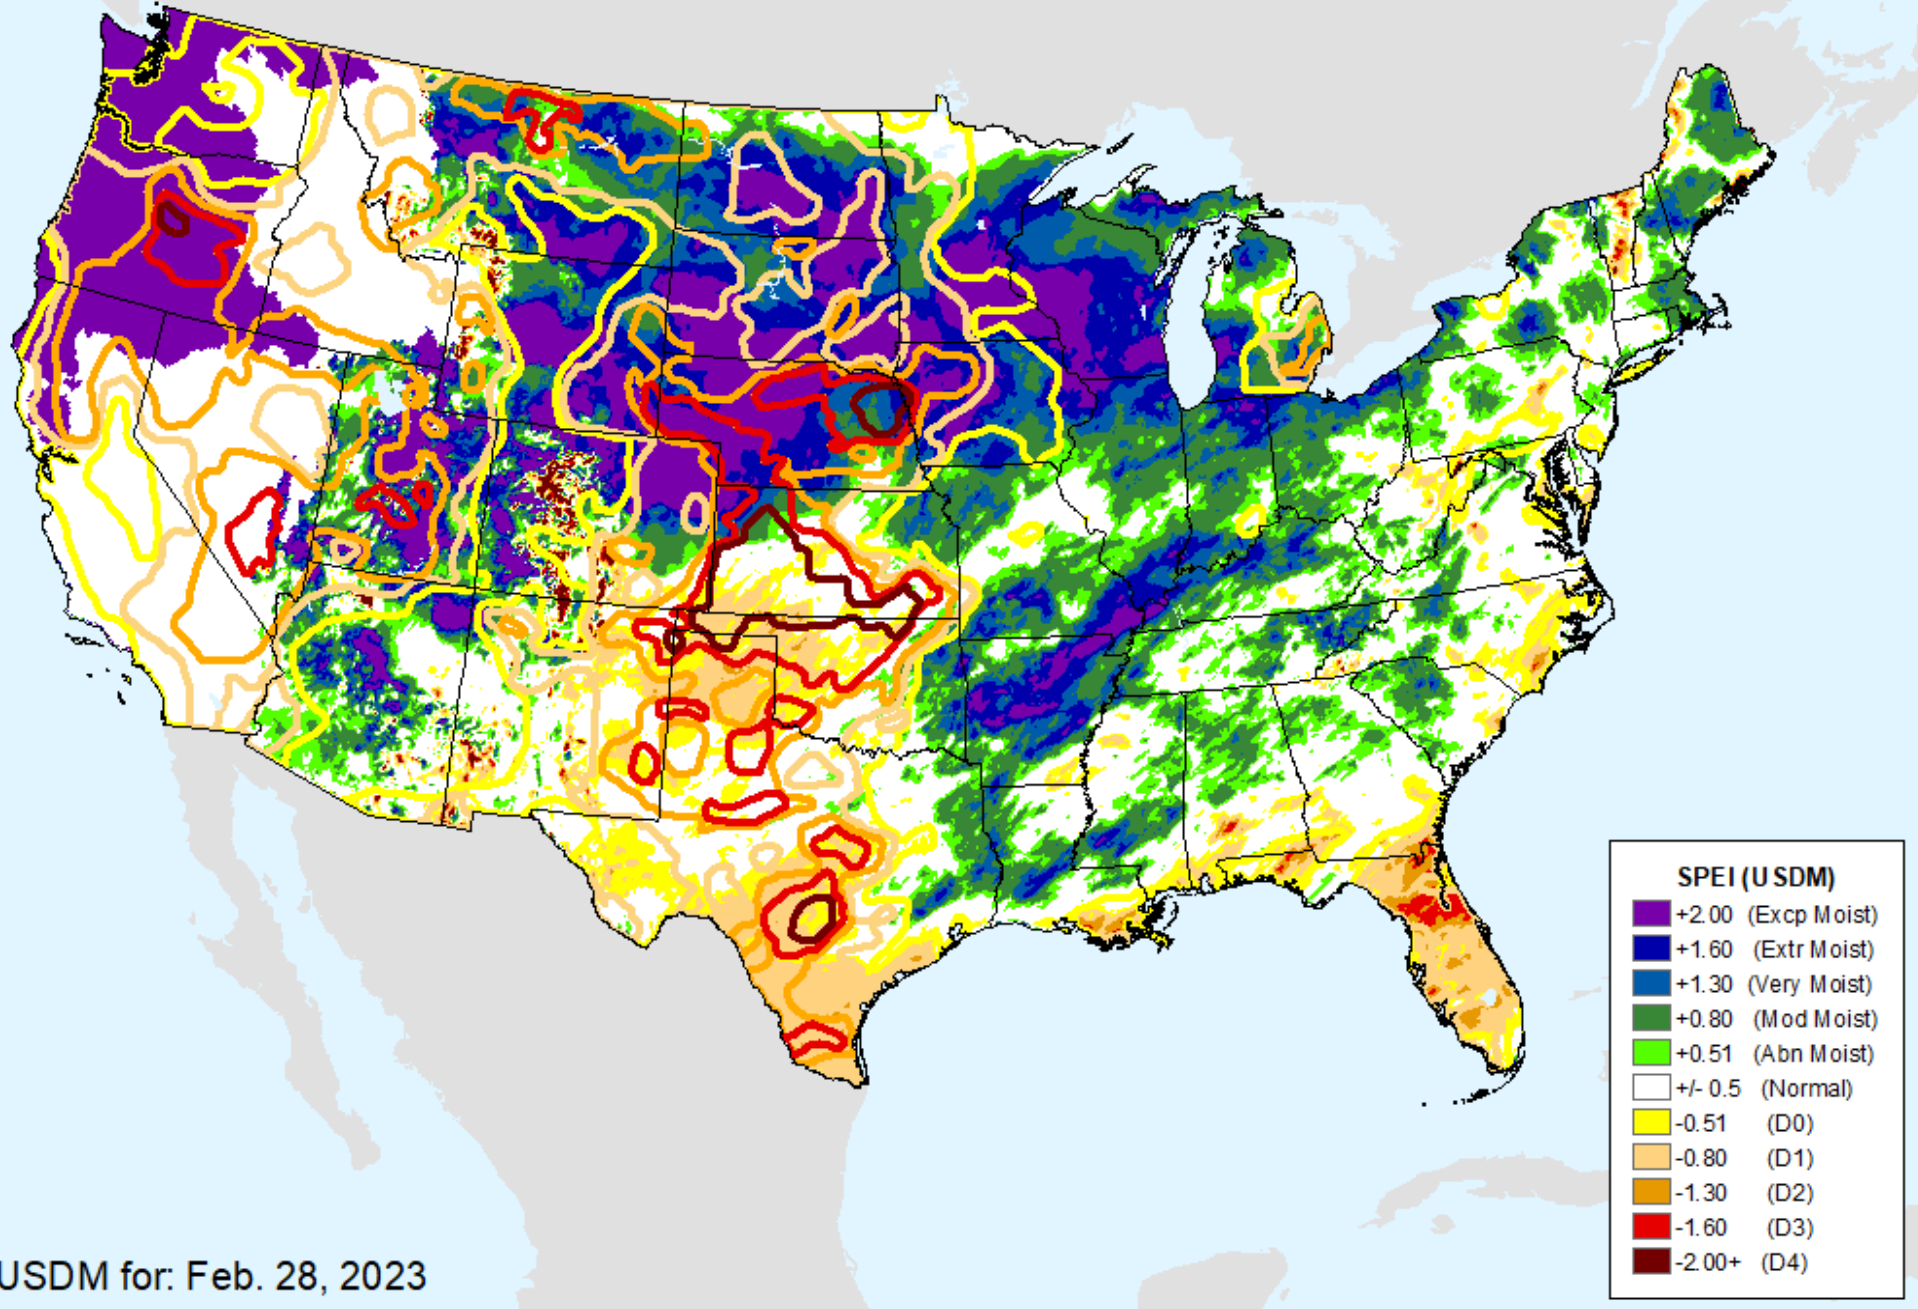 SPEI (USDM)
+2.00 (Excp Moist)
+1.60 (Extr Moist)
+1.30 (Very Moist)
+0.80 (Mod Moist)
+0.51 (Abn Moist)
+/- 0.5 (Normal)
-0.51 (D0)
-0.80 (D1)
-1.30 (D2)
-1.60 (D3)
-2.00+ (D4)
USDM for: Feb. 28, 2023